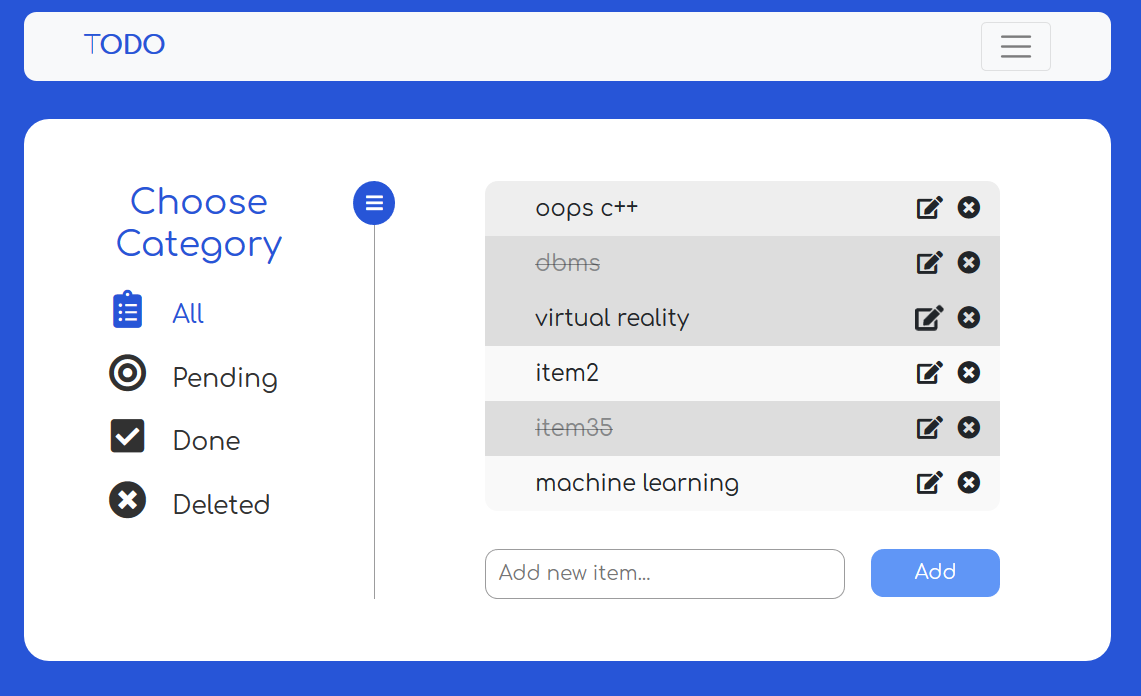 TODO
Choose
Category
All
Pending
Done
Deleted
oops c++
dbms
virtual reality
item2
item35
machine learning
Add new item...
Add